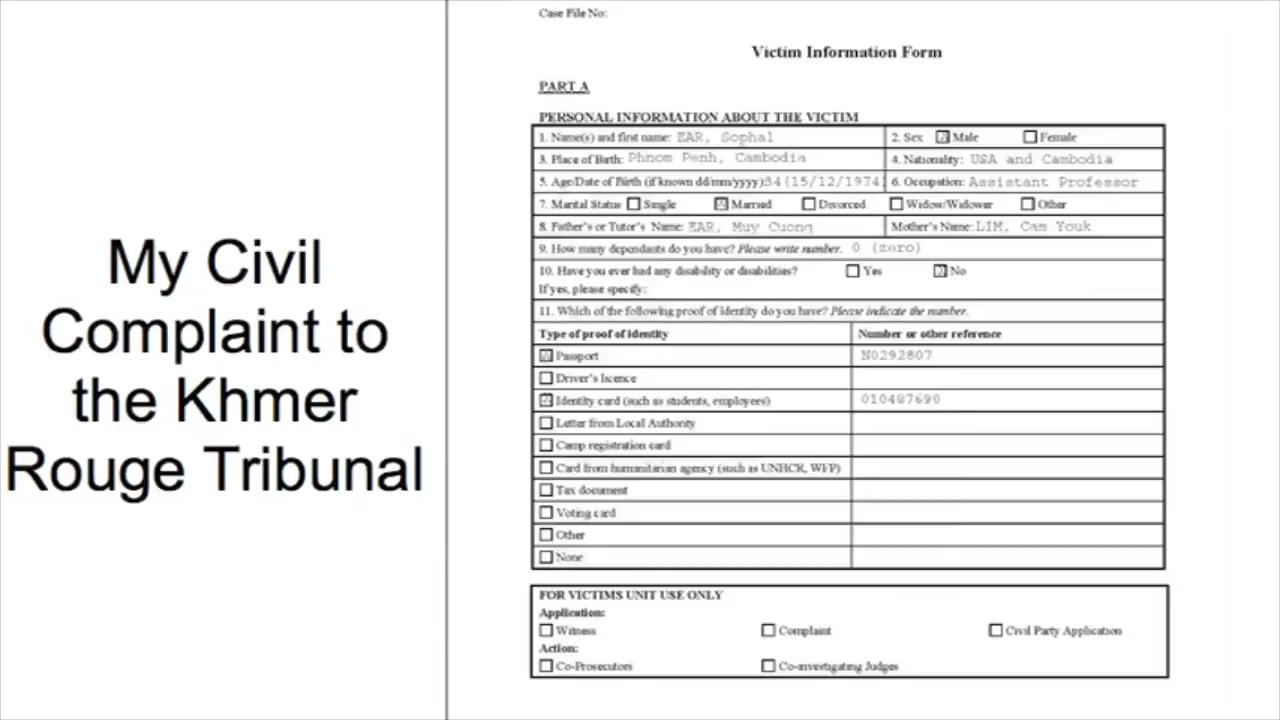 My Civil
Complaint to
the Khmer
Rouge Tribunal
Case File No:
Victim Information Form
PART A
PERSONAL INFORMATION ABOUT THE VICTIM
1. Name(s) and first name: EAR, Sophal 2. Sex Male Female
3. Place of Birth: Phnom Penh, Cambodia 4. Nationality: USA and Cambodia
5. Age/Date of Birth (if known dd/mm/yyyy): 34(15/12/1974) 6. Occupation: Assistant Professor
7. Marital Status Single Married Divorced Widow/Widower Other
8. Father's or Tutor's Name: EAR, Muy Cuong Mother's Name: LIM, Cam Youk
9. How many dependants do you have? Please write number. 0 (zero)
10. Have you ever had any disability or disabilities? Yes No
If yes, please specify:
11. Which of the following proof of identity do you have? Please indicate the number.
Type of proof of identity Number or other reference
Passport N0292807
Driver's licence
Identity card (such as students, employees) 010487690
Letter from Local Authority
Camp registration card
Card from humanitarian agency (such as UNHCR, WFP)
Tax document
Voting card
Other
None
FOR VICTIMS UNIT USE ONLY
Application:
Witness Complaint Civil Party Application
Action:
Co-Prosecutors Co-investigating Judges